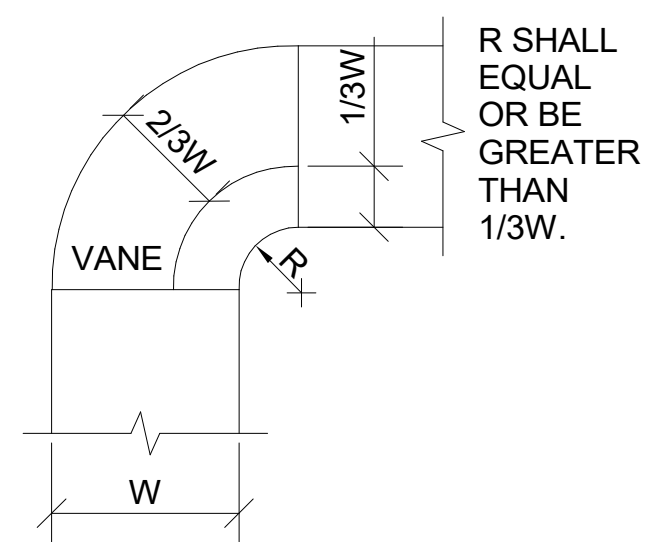 R SHALL
EQUAL
OR BE
GREATER
THAN
1/3W.
1/3W
2/3W
VANE
R
W